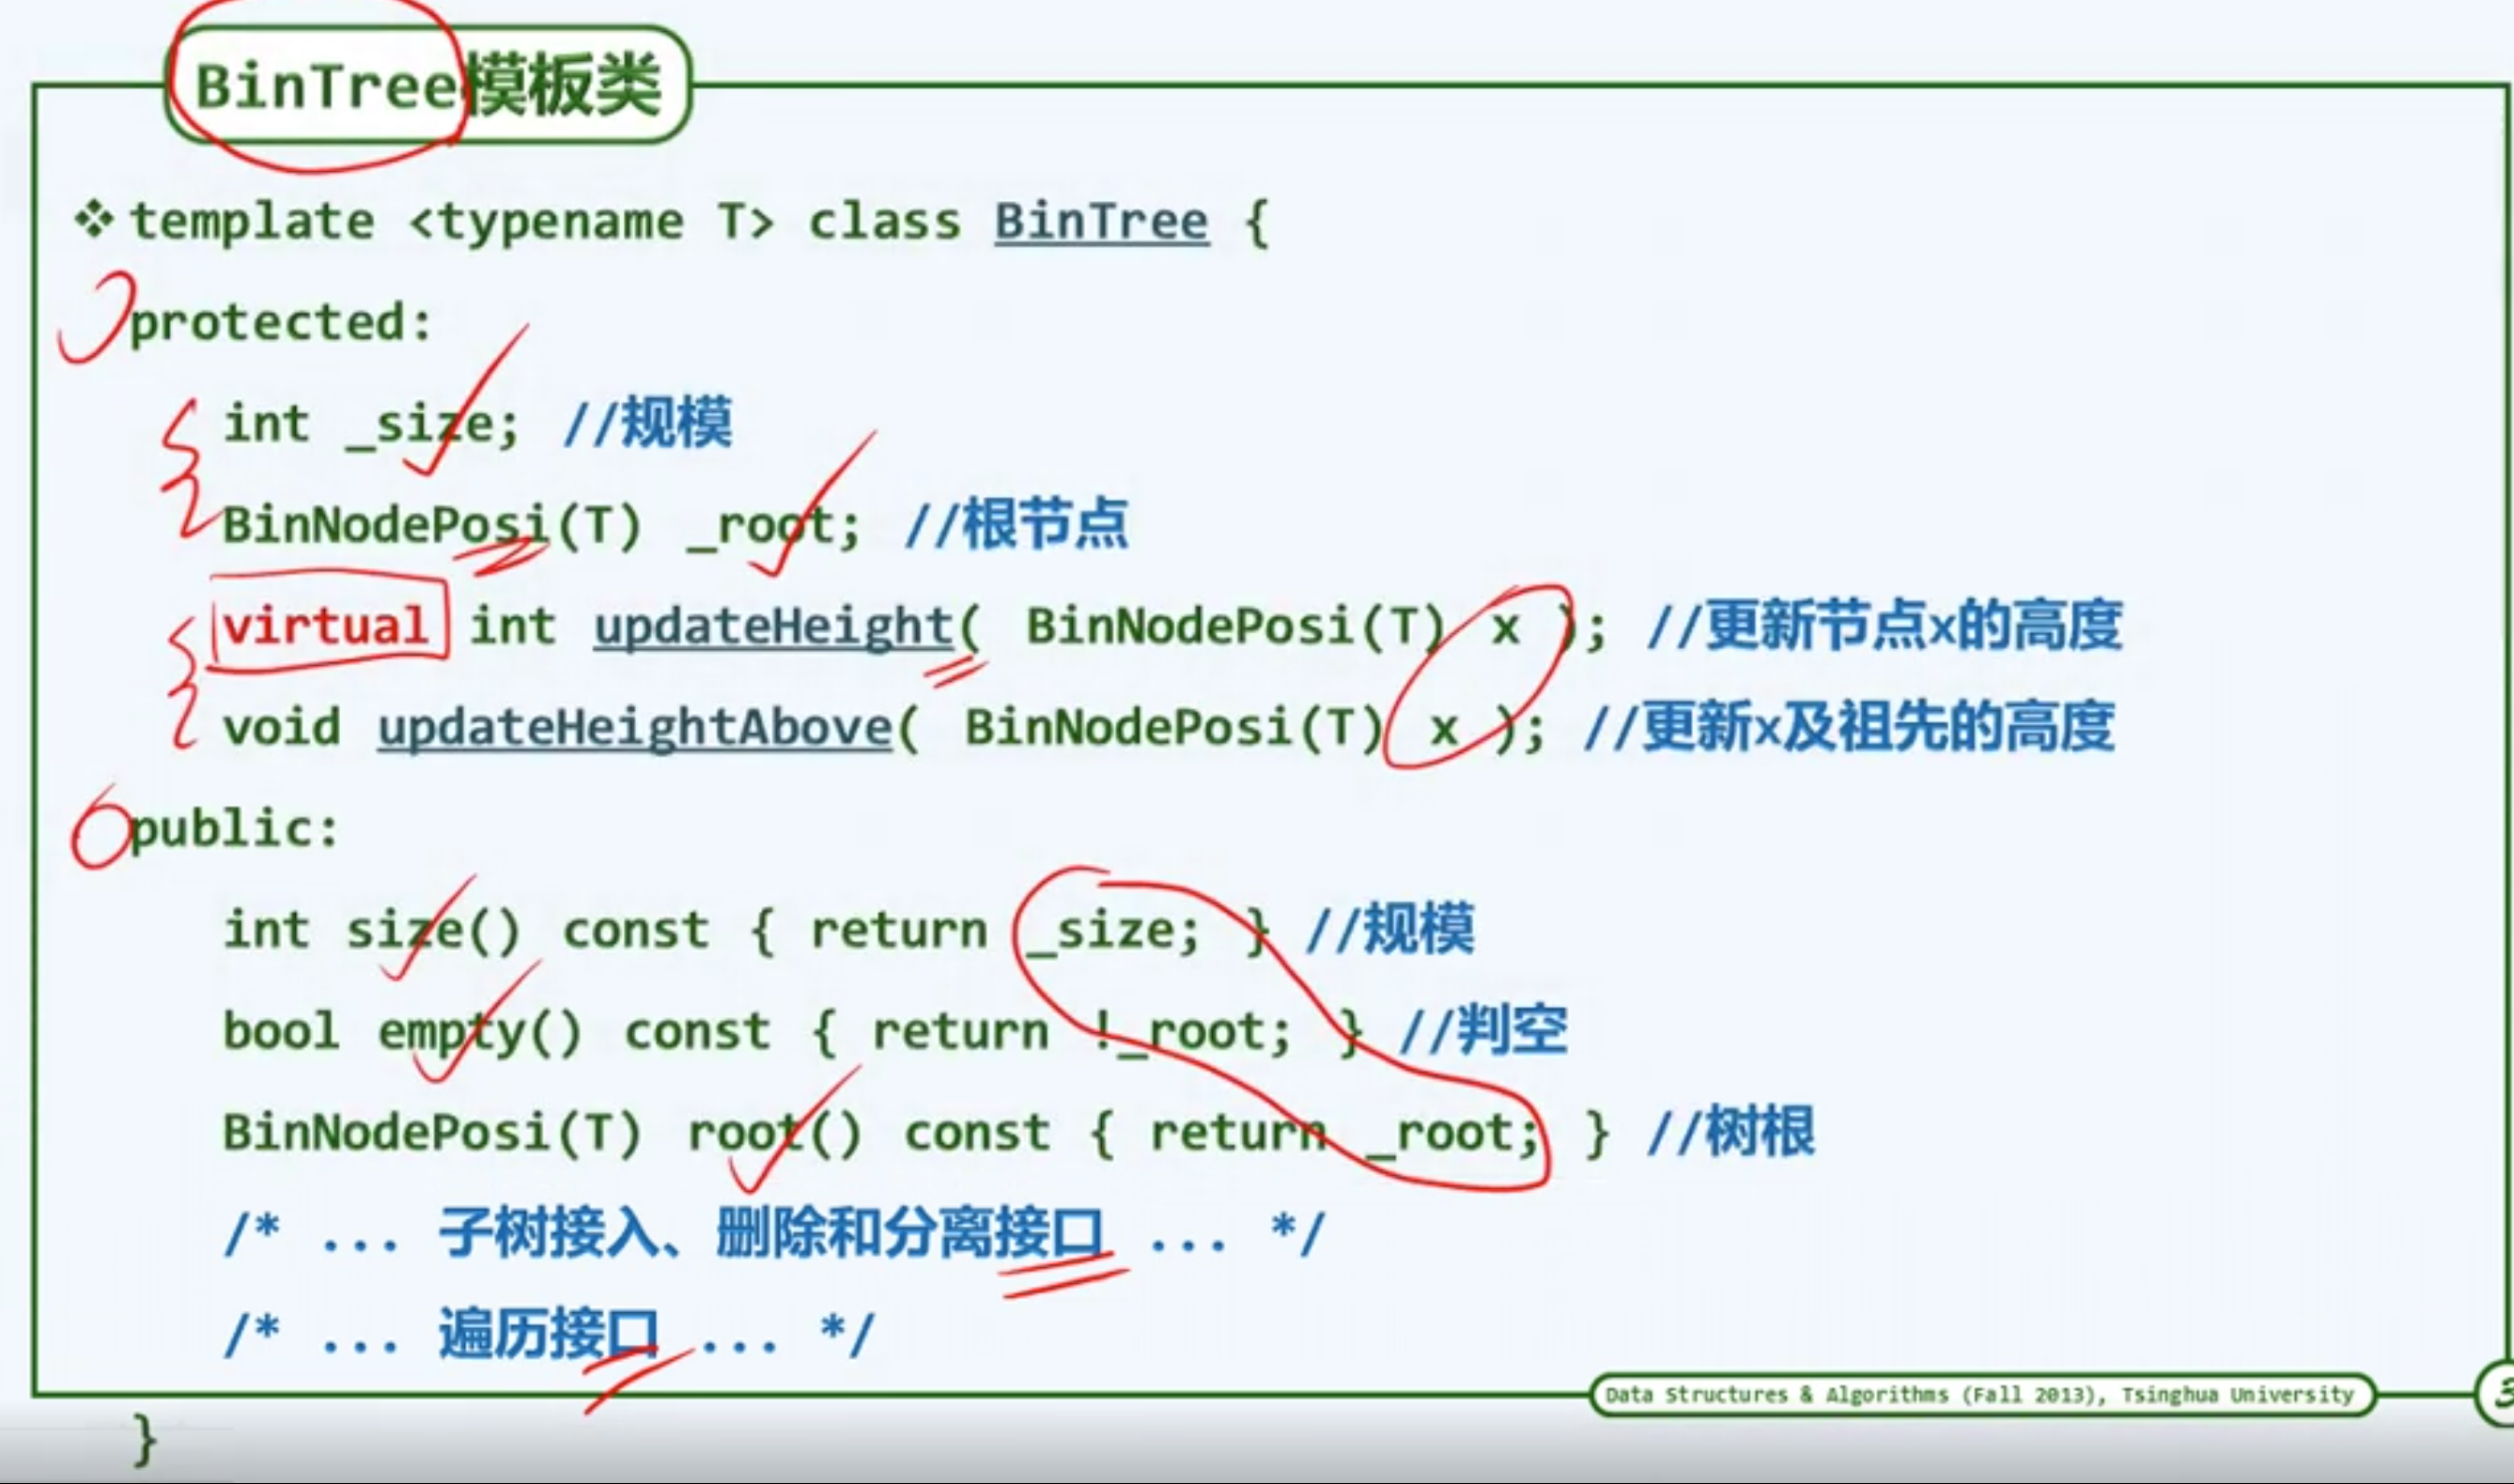 BinTree模板类
❖ template <typename T> class BinTree {
protected:
int _size; //规模
BinNodePosi(T) _root; //根节点
virtual int updateHeight( BinNodePosi(T) x ); //更新节点x的高度
void updateHeightAbove( BinNodePosi(T) x ); //更新x及祖先的高度
public:
int size() const { return _size; } //规模
bool empty() const { return !_root; } //判空
BinNodePosi(T) root() const { return _root; } //树根
/* ... 子树接入、删除和分离接口 ... */
/* ... 遍历接口 ... */
Data Structures & Algorithms (Fall 2013), Tsinghua University
3
}